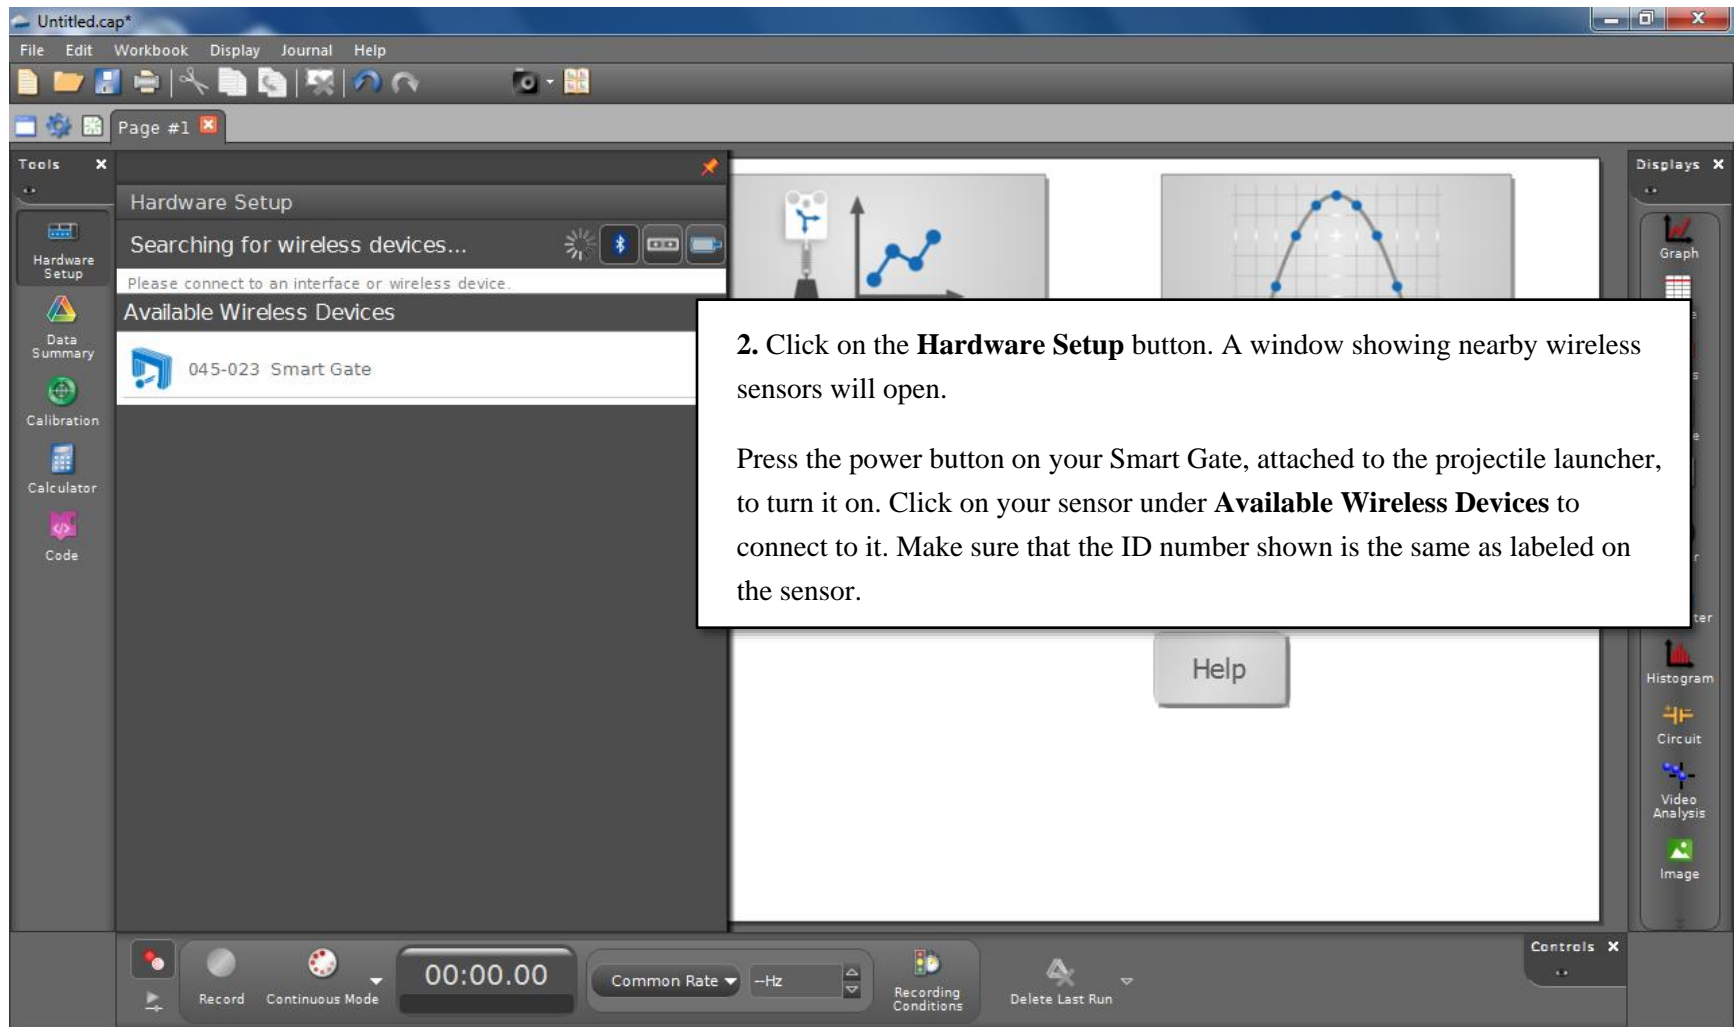 Untitled.cap*
File Edit Workbook Display Journal Help
Page #1
Tools
Hardware Setup
Searching for wireless devices...
Please connect to an interface or wireless device.
Available Wireless Devices
045-023 Smart Gate
Hardware
Setup
Data
Summary
Calibration
Calculator
Code
2. Click on the Hardware Setup button. A window showing nearby wireless
sensors will open.
Press the power button on your Smart Gate, attached to the projectile launcher,
to turn it on. Click on your sensor under Available Wireless Devices to
connect to it. Make sure that the ID number shown is the same as labeled on
the sensor.
Help
Displays
Graph
Histogram
Circuit
Video
Analysis
Image
Controls
Record
Continuous Mode
00:00.00
Common Rate
--Hz
Recording
Conditions
Delete Last Run